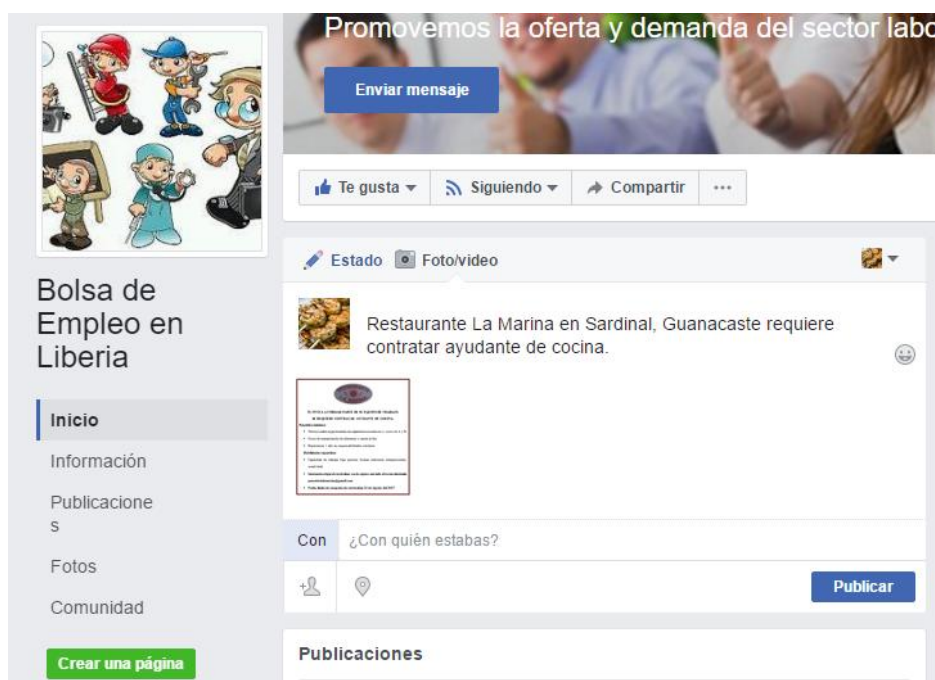 Promovemos la oferta y demanda del sector labo
Enviar mensaje
Te gusta
Siguiendo
Compartir
Estado
Foto/video
Bolsa de
Empleo en
Liberia
Restaurante La Marina en Sardinal, Guanacaste requiere
contratar ayudante de cocina.
Inicio
Información
Publicacione
s
Fotos
Comunidad
Crear una página
Con ¿Con quién estabas?
Publicar
Publicaciones